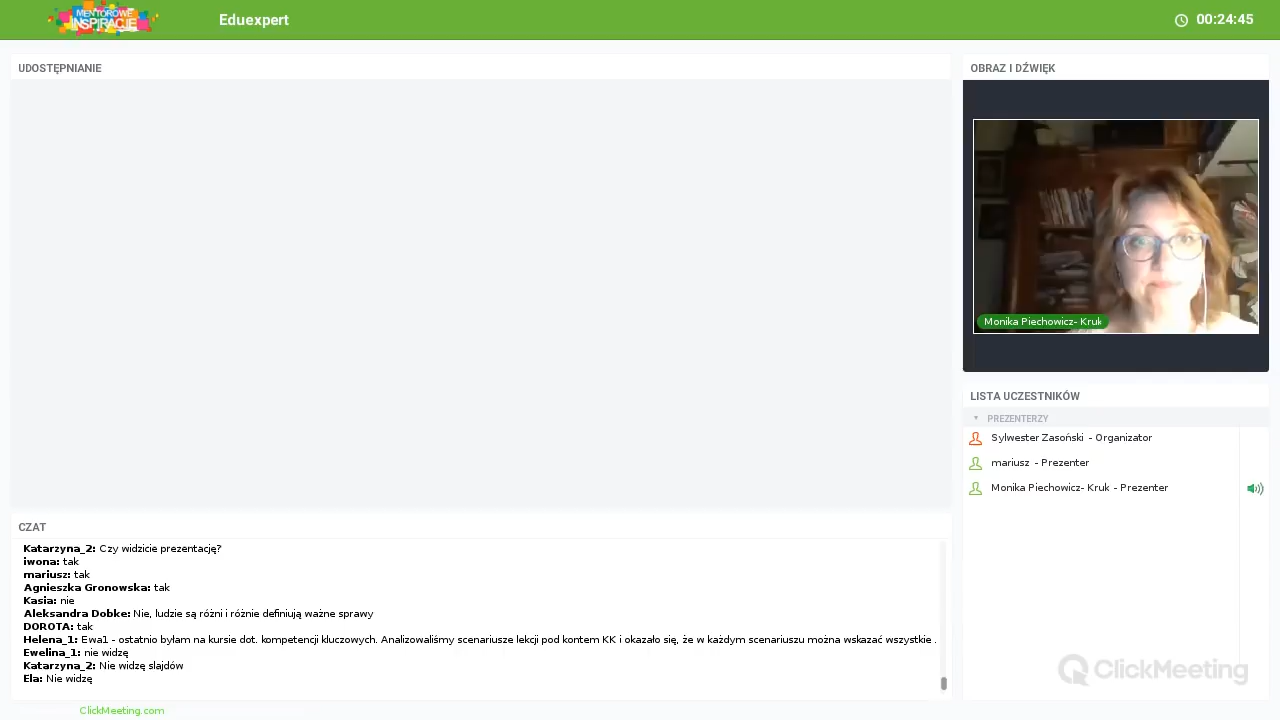 MENTOROWE
INSPIRACJE
Eduexpert
00:24:45
UDOSTĘPNIANIE
OBRAZ I DŹWIĘK
Monika Piechowicz- Kruk
LISTA UCZESTNIKÓW
PREZENTERZY
Sylwester Zasoński - Organizator
mariusz - Prezenter
Monika Piechowicz- Kruk - Prezenter
CZAT
Katarzyna_2: Czy widzicie prezentację?
iwona: tak
mariusz: tak
Agnieszka Gronowska: tak
Kasia: nie
Aleksandra Dobke: Nie, ludzie są różni i różnie definiują ważne sprawy
DOROTA: tak
Helena_1: Ewa1 - ostatnio byłam na kursie dot. kompetencji kluczowych. Analizowaliśmy scenariusze lekcji pod kontem KK i okazało się, że w każdym scenariuszu można wskazać wszystkie .
Ewelina_1: nie widzę
Katarzyna_2: Nie widzę slajdów
Ela: Nie widzę
ClickMeeting
ClickMeeting.com